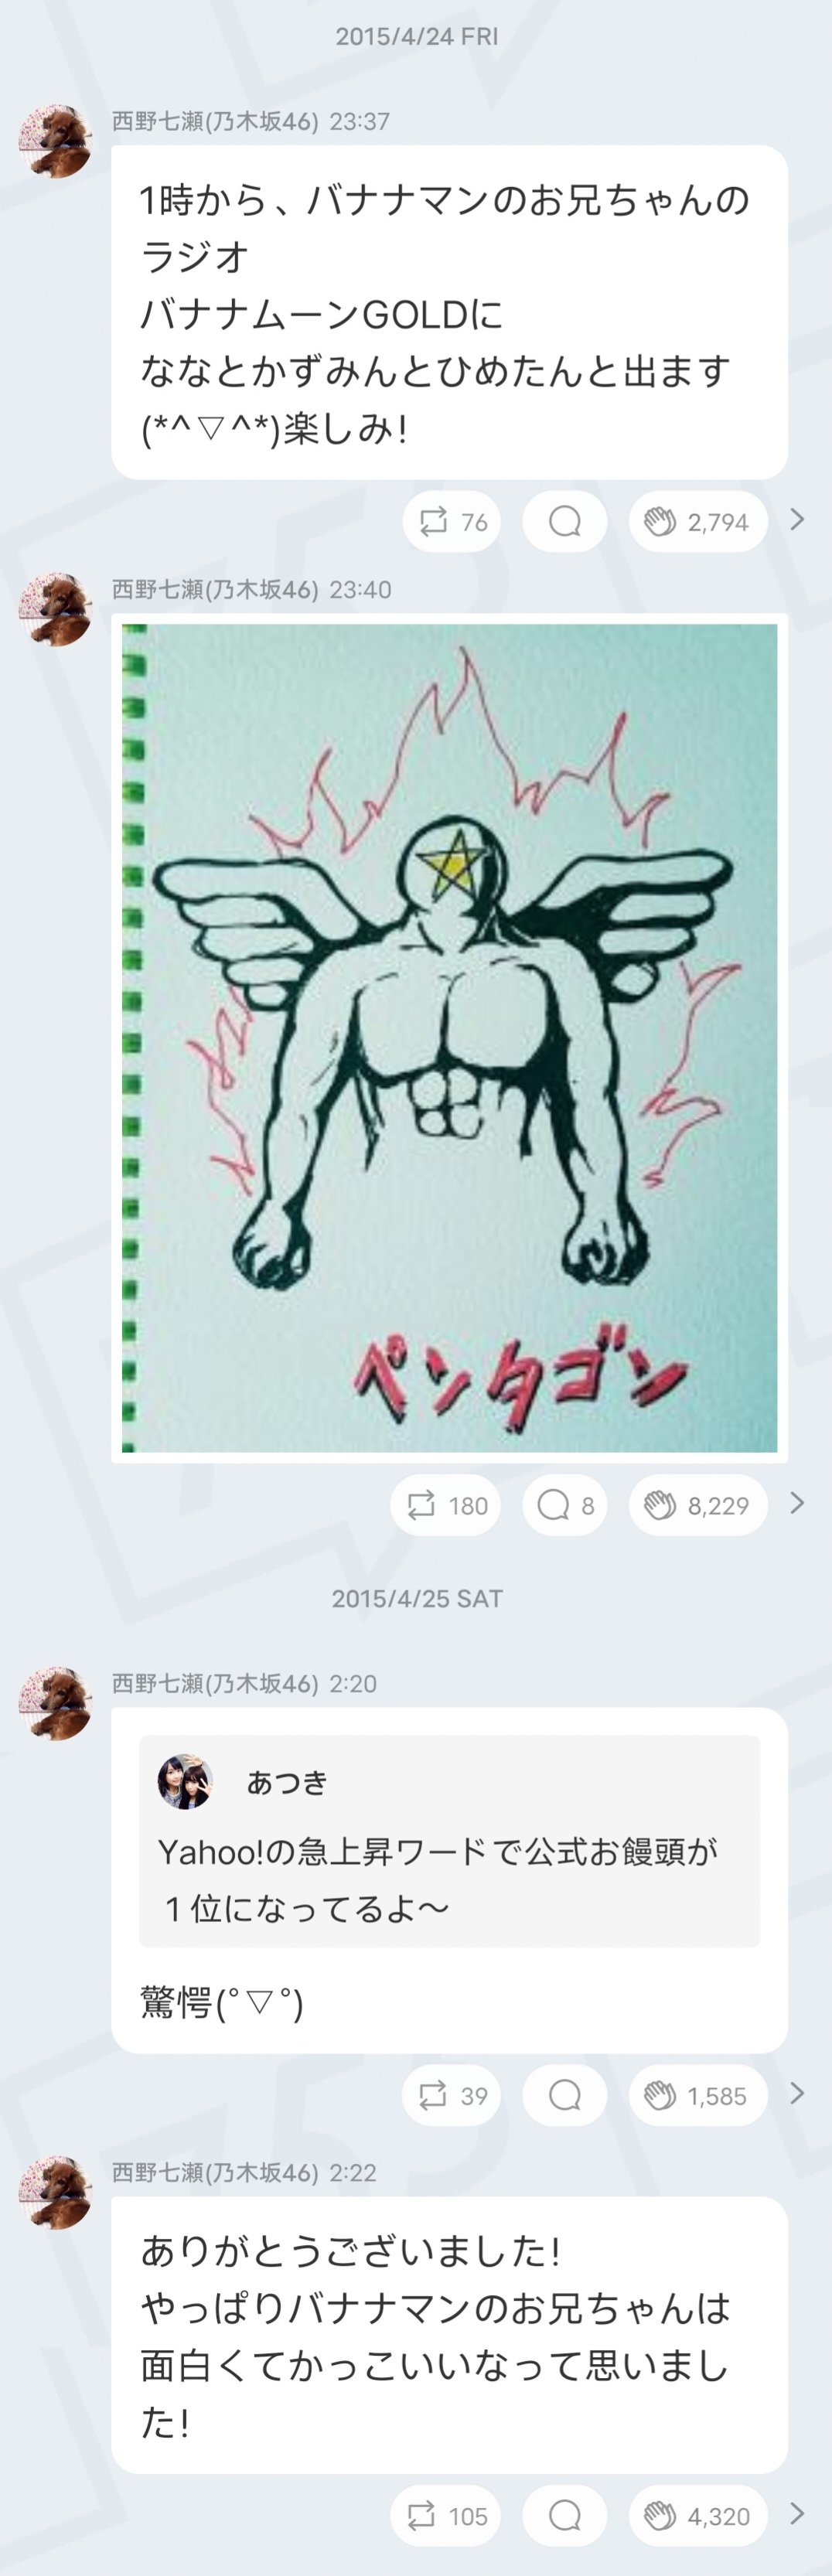 2015/4/24 FRI
西野七瀬(乃木坂46) 23:37
1時から、バナナマンのお兄ちゃんの
ラジオ
バナナムーンGOLDに
ななとかずみんとひめたんと出ます
(*^▽^*)楽しみ!
76 2,794
西野七瀬(乃木坂46) 23:40
ペンタゴン
180 8 8,229
2015/4/25 SAT
西野七瀬(乃木坂46) 2:20
あつき
Yahoo!の急上昇ワードで公式お饅頭が
１位になってるよ〜
驚愕(°▽°)
39 1,585
西野七瀬(乃木坂46) 2:22
ありがとうございました!
やっぱりバナナマンのお兄ちゃんは
面白くてかっこいいなって思いまし
た!
105 4,320